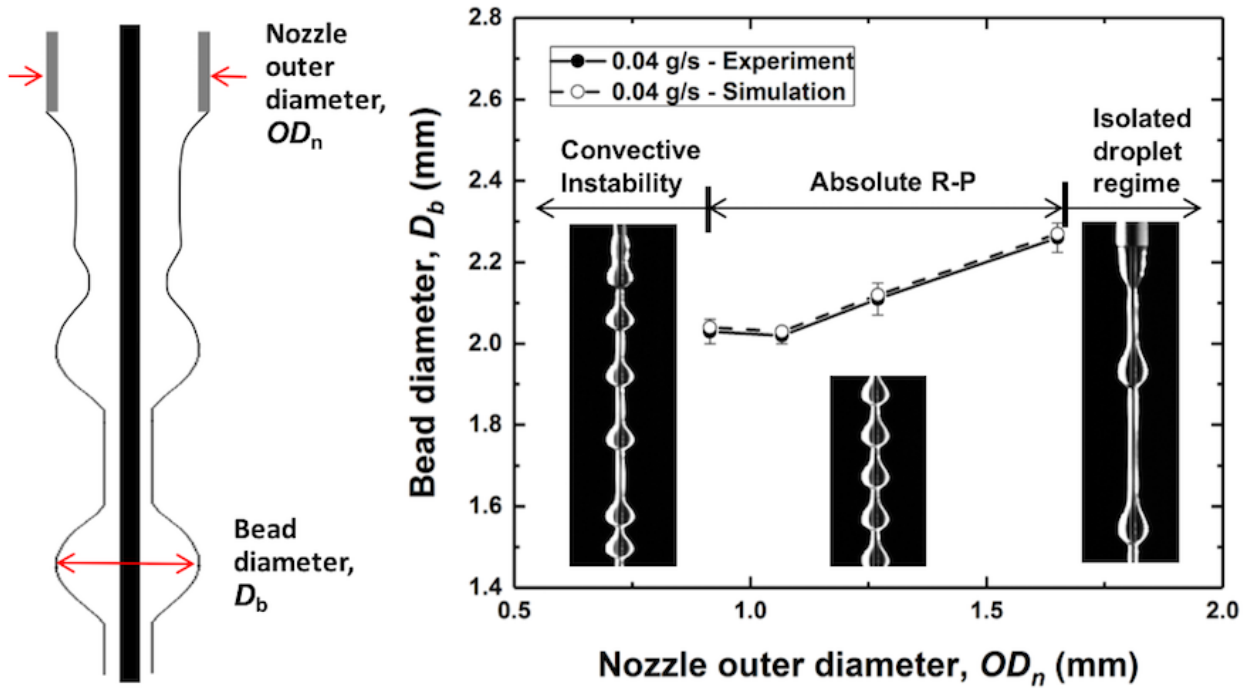 Nozzle
outer
diameter,
ODn
Bead
diameter,
Db
Bead diameter, Db (mm)
2.8
2.6
2.4
2.2
2.0
1.8
1.6
1.4
0.04 g/s - Experiment
0.04 g/s - Simulation
Convective
Instability
Absolute R-P
Isolated
droplet
regime
0.5
1.0
1.5
2.0
Nozzle outer diameter, ODn (mm)